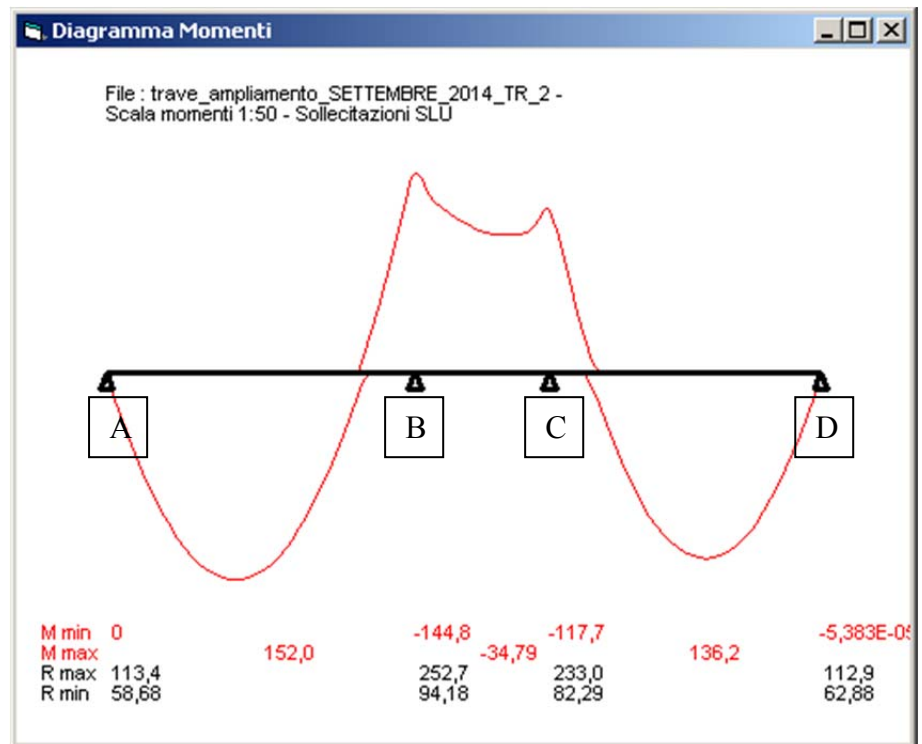 Diagramma Momenti
File : trave_ampliamento_SETTEMBRE_2014_TR_2 -
Scala momenti 1:50 - Sollecitazioni SLU
A B C D
M min 0 -144,8 -117,7 -5,383E-05
M max 152,0 -34,79 136,2
R max 113,4 252,7 233,0 112,9
R min 58,68 94,18 82,29 62,88